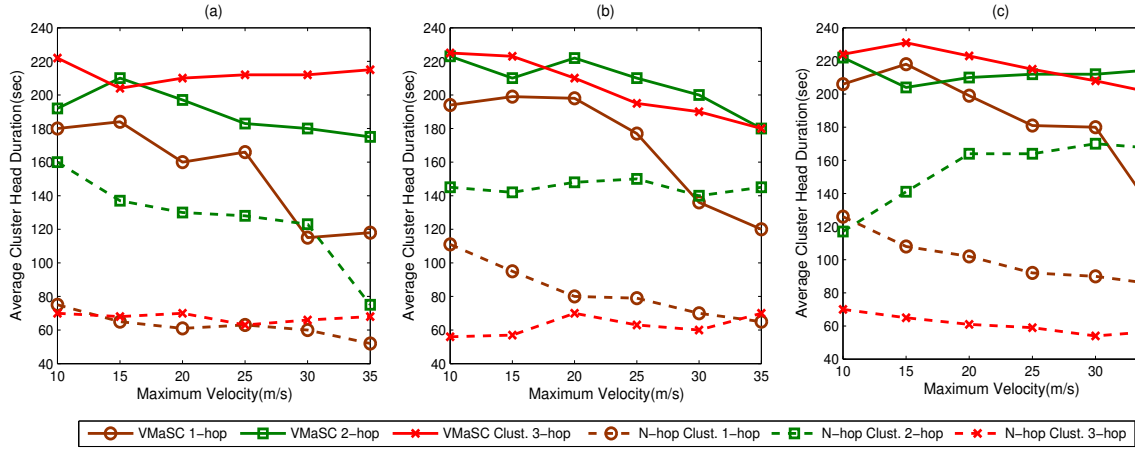 (a)
240
220
200
180
160
140
120
100
80
60
40
10 15 20 25 30 35
Average Cluster Head Duration(sec)
Maximum Velocity(m/s)
(b)
240
220
200
180
160
140
120
100
80
60
40
10 15 20 25 30 35
Average Cluster Head Duration(sec)
Maximum Velocity(m/s)
(c)
240
220
200
180
160
140
120
100
80
60
40
10 15 20 25 30
Average Cluster Head Duration(sec)
Maximum Velocity(m/s)
VMaSC 1-hop VMaSC 2-hop VMaSC Clust. 3-hop N-hop Clust. 1-hop N-hop Clust. 2-hop N-hop Clust. 3-hop